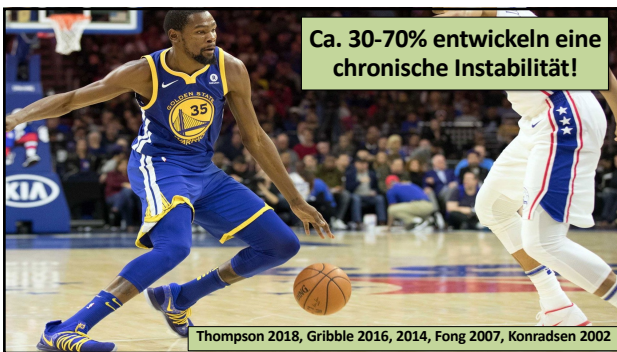 Ca. 30-70% entwickeln eine
chronische Instabilität!
GOLDEN STATE
35
KIA
Thompson 2018, Gribble 2016, 2014, Fong 2007, Konradsen 2002